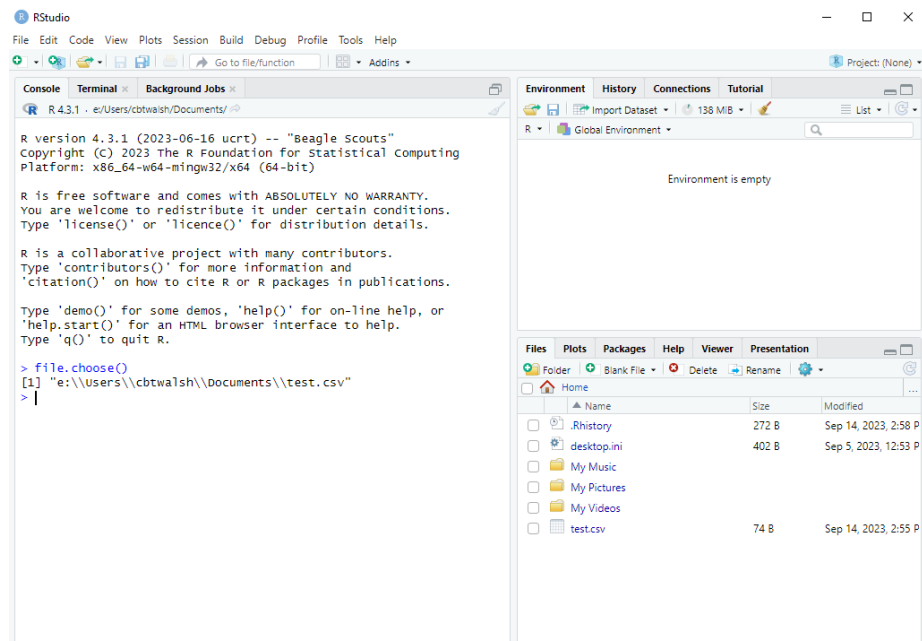 RStudio
File Edit Code View Plots Session Build Debug Profile Tools Help
Go to file/function Addins Project: (None)
Console Terminal Background Jobs
R 4.3.1 · e:/Users/cbtwalsh/Documents/
R version 4.3.1 (2023-06-16 ucrt) -- "Beagle Scouts"
Copyright (C) 2023 The R Foundation for Statistical Computing
Platform: x86_64-w64-mingw32/x64 (64-bit)
R is free software and comes with ABSOLUTELY NO WARRANTY.
You are welcome to redistribute it under certain conditions.
Type 'license()' or 'licence()' for distribution details.
R is a collaborative project with many contributors.
Type 'contributors()' for more information and
'citation()' on how to cite R or R packages in publications.
Type 'demo()' for some demos, 'help()' for on-line help, or
'help.start()' for an HTML browser interface to help.
Type 'q()' to quit R.
> file.choose()
[1] "e:\\Users\\cbtwalsh\\Documents\\test.csv"
>
Environment History Connections Tutorial
Import Dataset 138 MiB List
R Global Environment
Environment is empty
Files Plots Packages Help Viewer Presentation
Folder Blank File Delete Rename
Home ...
Name Size Modified
.Rhistory 272 B Sep 14, 2023, 2:58 P
desktop.ini 402 B Sep 5, 2023, 12:53 P
My Music
My Pictures
My Videos
test.csv 74 B Sep 14, 2023, 2:55 P